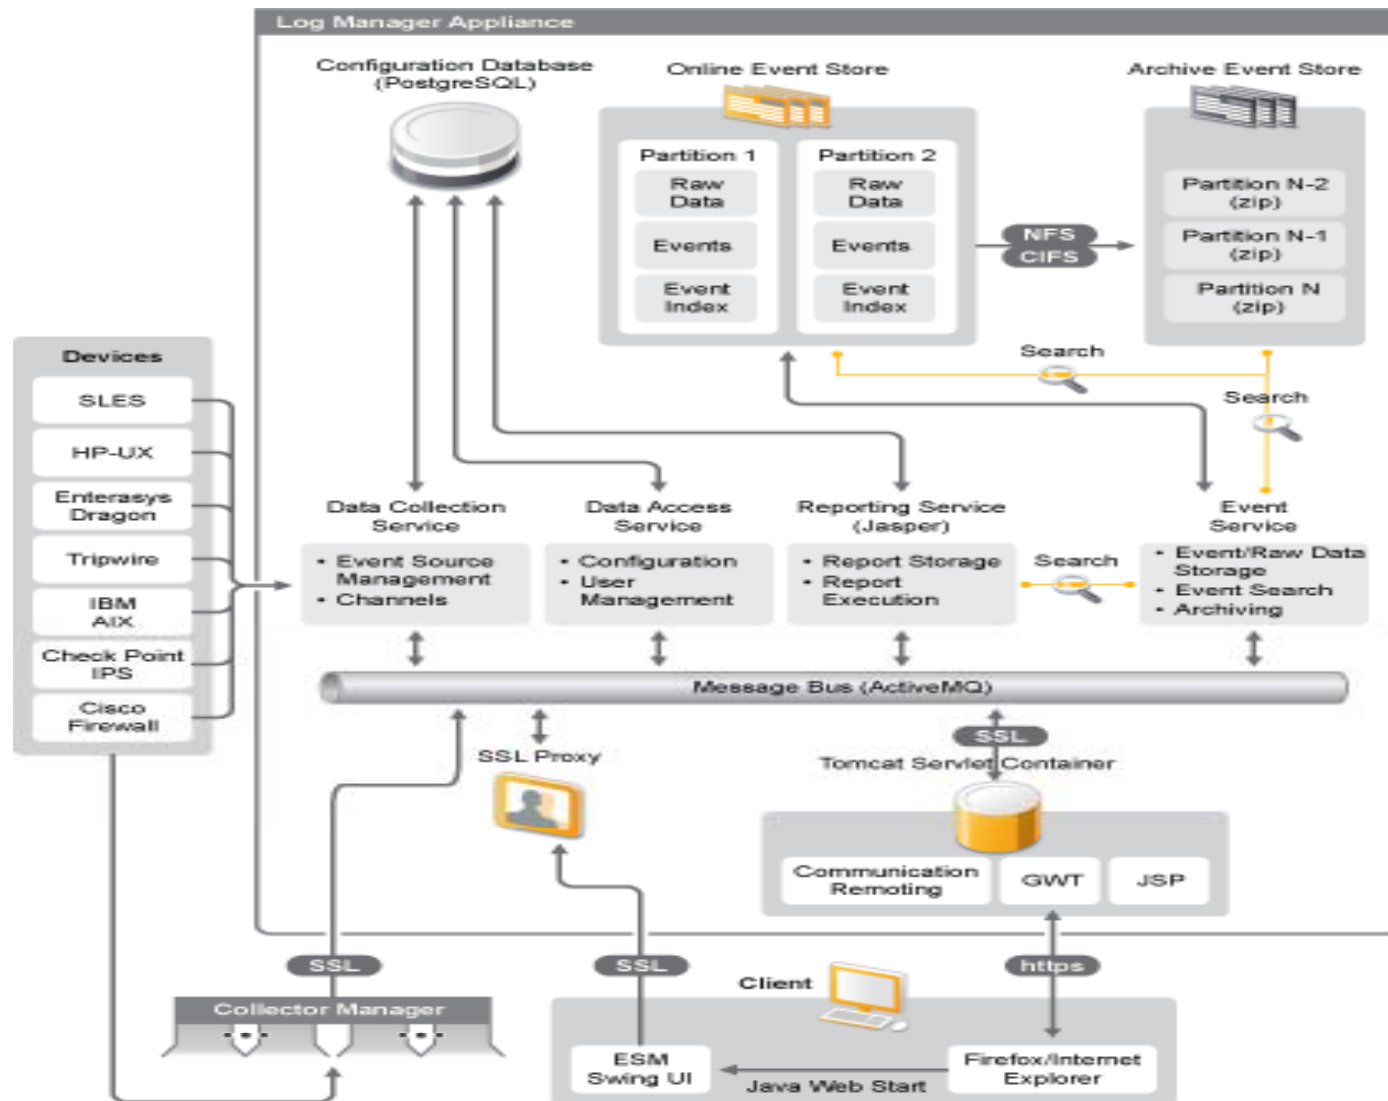 Log Manager Appliance
Configuration Database
(PostgreSQL)
Online Event Store
Archive Event Store
Partition 1
Raw
Data
Events
Event
Index
Partition 2
Raw
Data
Events
Event
Index
NFS
CIFS
Partition N-2
(zip)
Partition N-1
(zip)
Partition N
(zip)
Search
Search
Devices
SLES
HP-UX
Enterasys
Dragon
Tripwire
IBM
AIX
Check Point
IPS
Cisco
Firewall
Data Collection
Service
• Event Source
Management
• Channels
Data Access
Service
• Configuration
• User
Management
Reporting Service
(Jasper)
• Report Storage
• Report
Execution
Search
Event
Service
• Event/Raw Data
Storage
• Event Search
• Archiving
Message Bus (ActiveMQ)
SSL Proxy
SSL
Tomcat Servlet Container
Communication
Remoting
GWT
JSP
SSL
SSL
https
Client
Collector Manager
ESM
Swing UI
Java Web Start
Firefox/Internet
Explorer